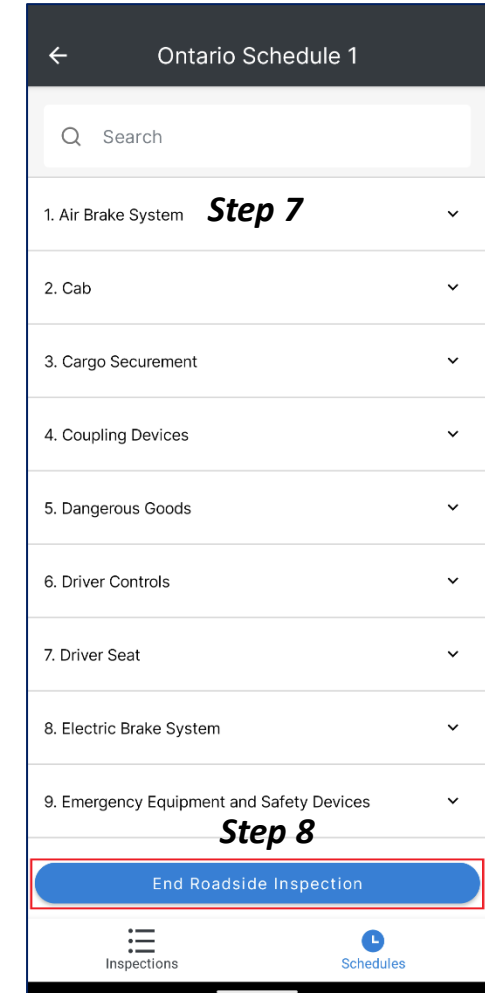 Ontario Schedule 1
Search
1. Air Brake System Step 7
2. Cab
3. Cargo Securement
4. Coupling Devices
5. Dangerous Goods
6. Driver Controls
7. Driver Seat
8. Electric Brake System
9. Emergency Equipment and Safety Devices
Step 8
End Roadside Inspection
Inspections Schedules